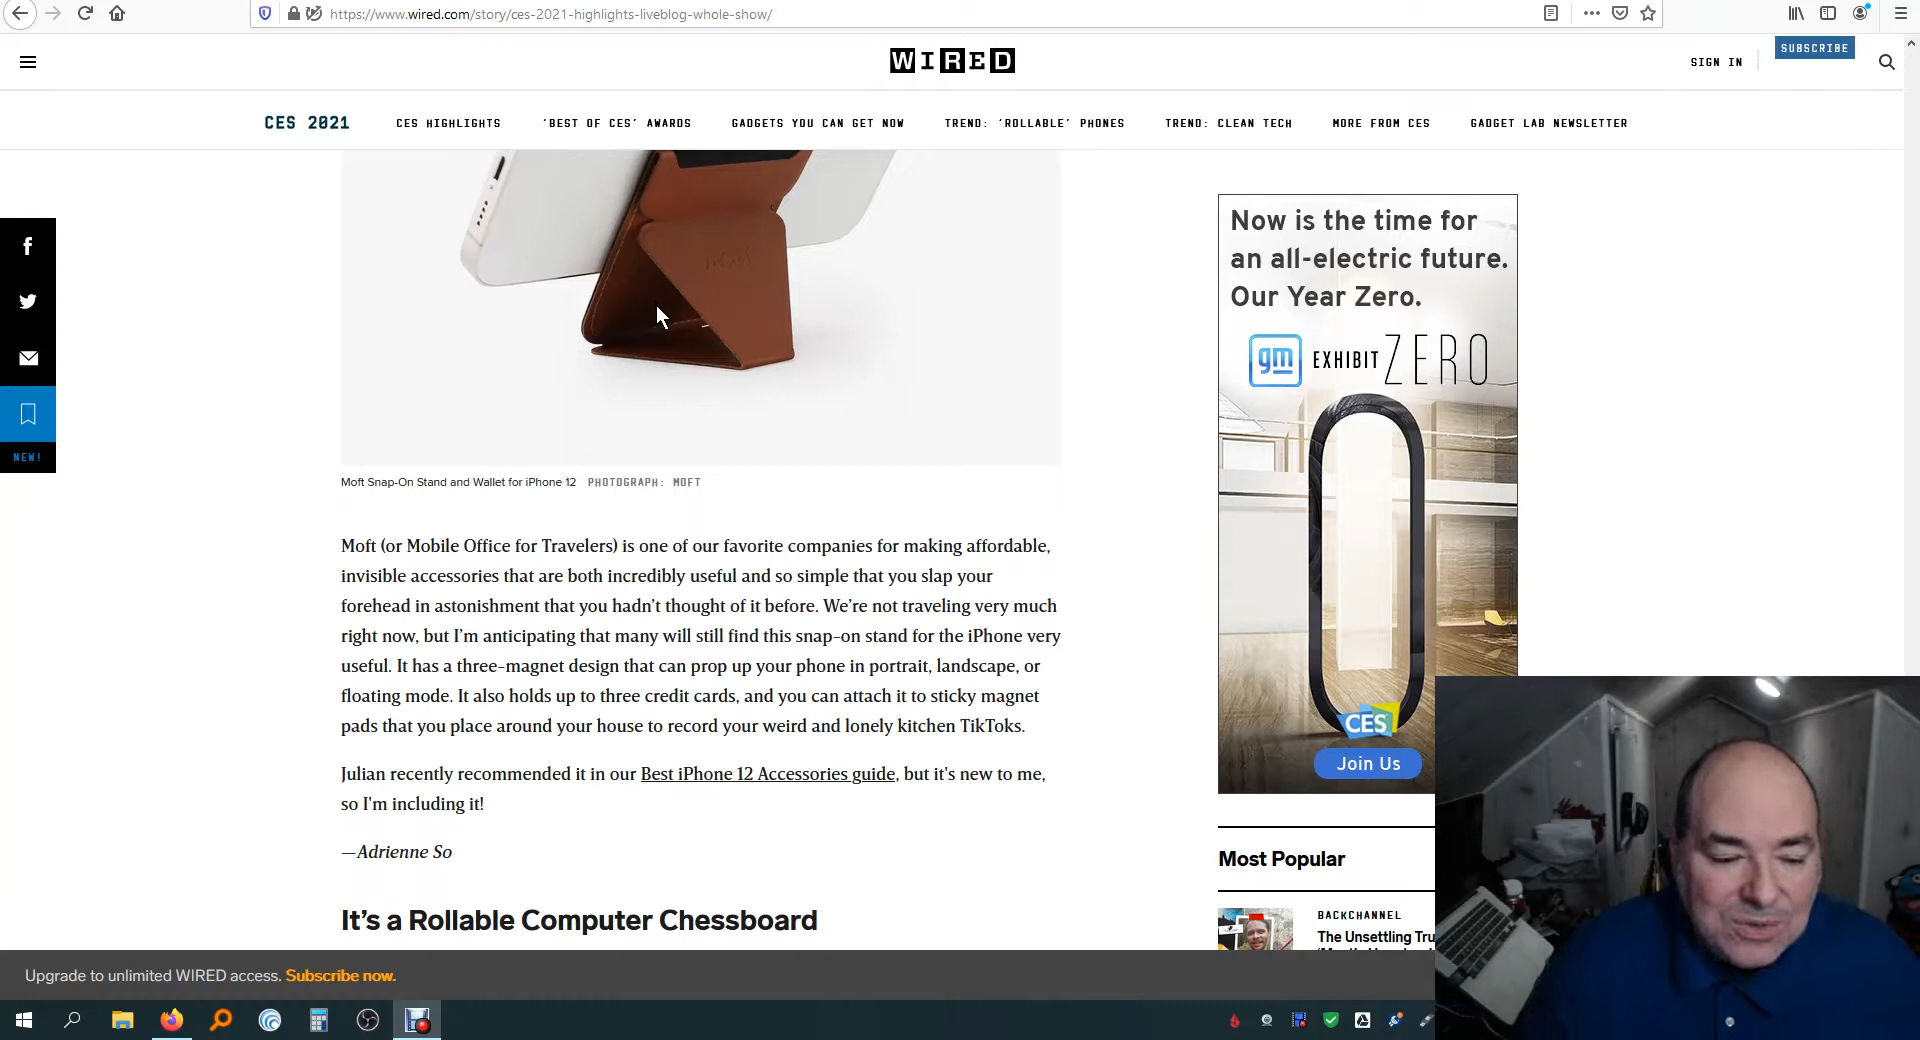 https://www.wired.com/story/ces-2021-highlights-liveblog-whole-show/
WIRED
SIGN IN
SUBSCRIBE
CES 2021
CES HIGHLIGHTS
‘BEST OF CES’ AWARDS
GADGETS YOU CAN GET NOW
TREND: ‘ROLLABLE’ PHONES
TREND: CLEAN TECH
MORE FROM CES
GADGET LAB NEWSLETTER
NEW!
Moft Snap-On Stand and Wallet for iPhone 12 PHOTOGRAPH: MOFT
Moft (or Mobile Office for Travelers) is one of our favorite companies for making affordable,
invisible accessories that are both incredibly useful and so simple that you slap your
forehead in astonishment that you hadn’t thought of it before. We’re not traveling very much
right now, but I’m anticipating that many will still find this snap-on stand for the iPhone very
useful. It has a three-magnet design that can prop up your phone in portrait, landscape, or
floating mode. It also holds up to three credit cards, and you can attach it to sticky magnet
pads that you place around your house to record your weird and lonely kitchen TikToks.
Julian recently recommended it in our Best iPhone 12 Accessories guide, but it's new to me,
so I'm including it!
—Adrienne So
It’s a Rollable Computer Chessboard
Now is the time for
an all-electric future.
Our Year Zero.
gm EXHIBIT ZERO
CES
Join Us
Most Popular
BACKCHANNEL
The Unsettling Tru
Upgrade to unlimited WIRED access. Subscribe now.